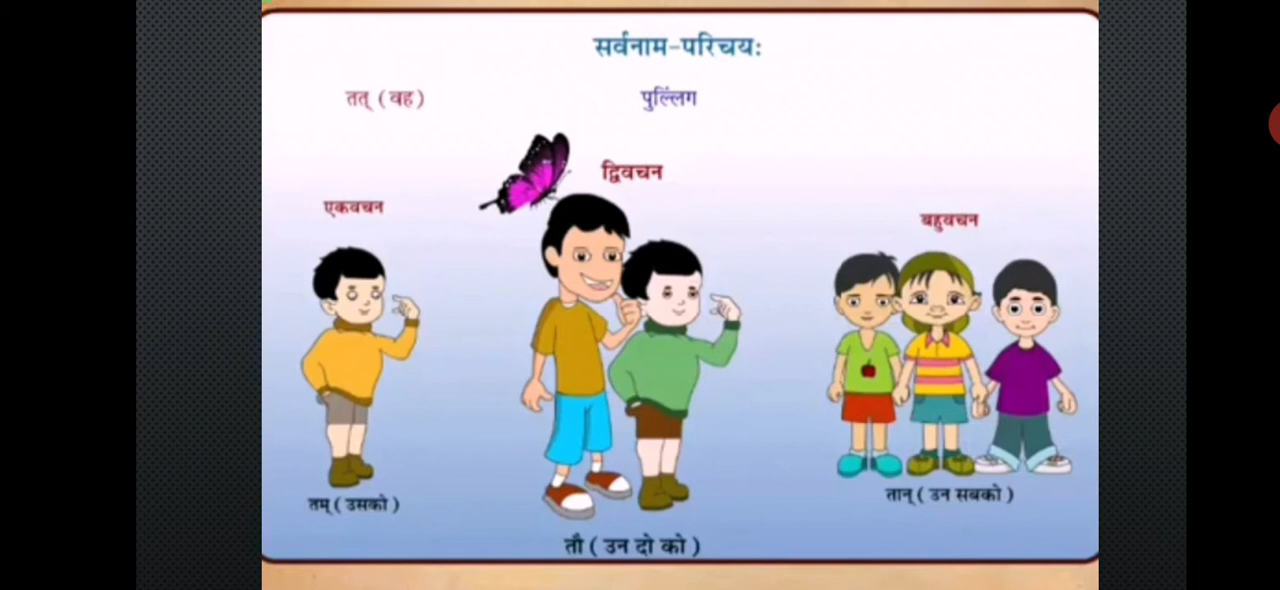 सर्वनाम-परिचयः
तत् (वह)
पुल्लिंग
एकवचन
द्विवचन
बहुवचन
तम् ( उसको )
तौ ( उन दो को )
तान् ( उन सबको )